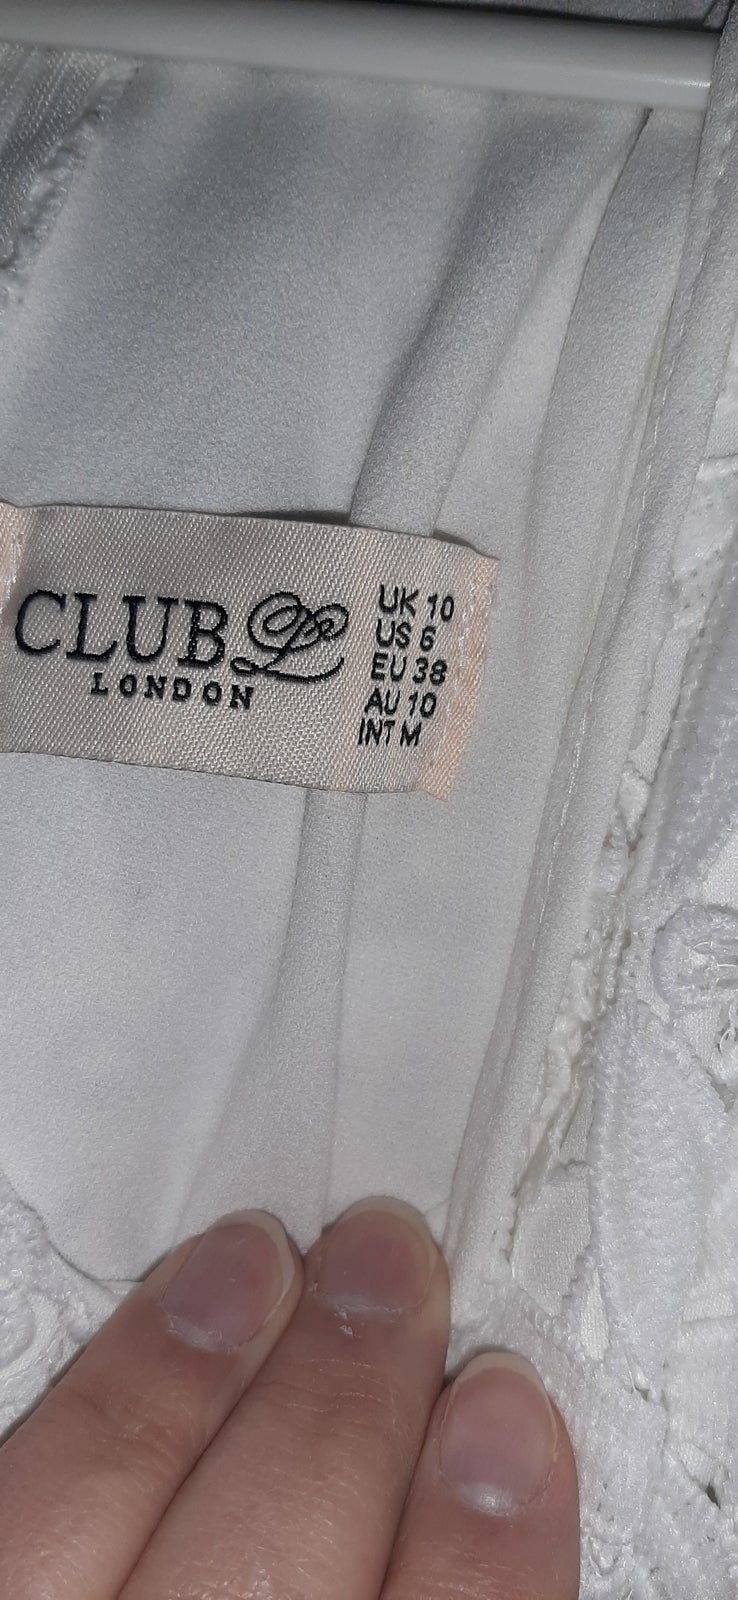 CLUB L
LONDON
UK 10
US 6
EU 38
AU 10
INT M